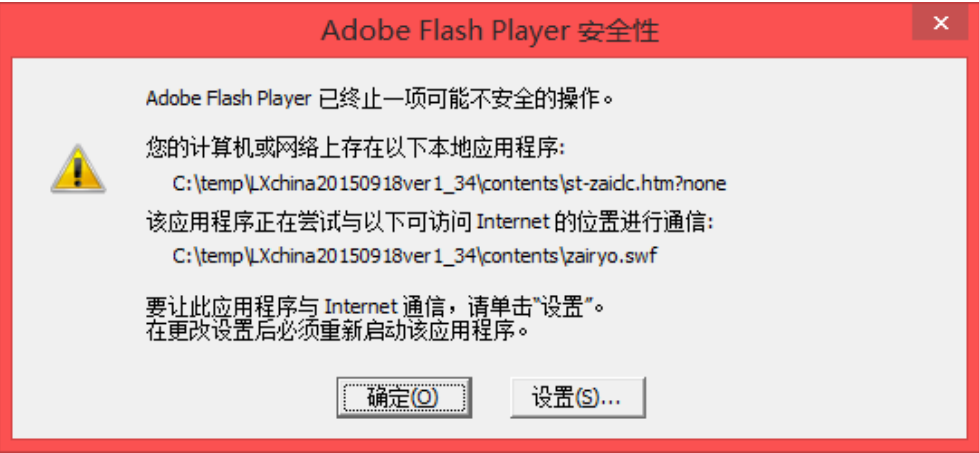 Adobe Flash Player 安全性
Adobe Flash Player 已终止一项可能不安全的操作。
您的计算机或网络上存在以下本地应用程序:
C:\temp\LXchina20150918ver1_34\contents\st-zaiclc.htm?none
该应用程序正在尝试与以下可访问 Internet 的位置进行通信:
C:\temp\LXchina20150918ver1_34\contents\zairyo.swf
要让此应用程序与 Internet 通信，请单击“设置”。
在更改设置后必须重新启动该应用程序。
确定(O)
设置(S)...